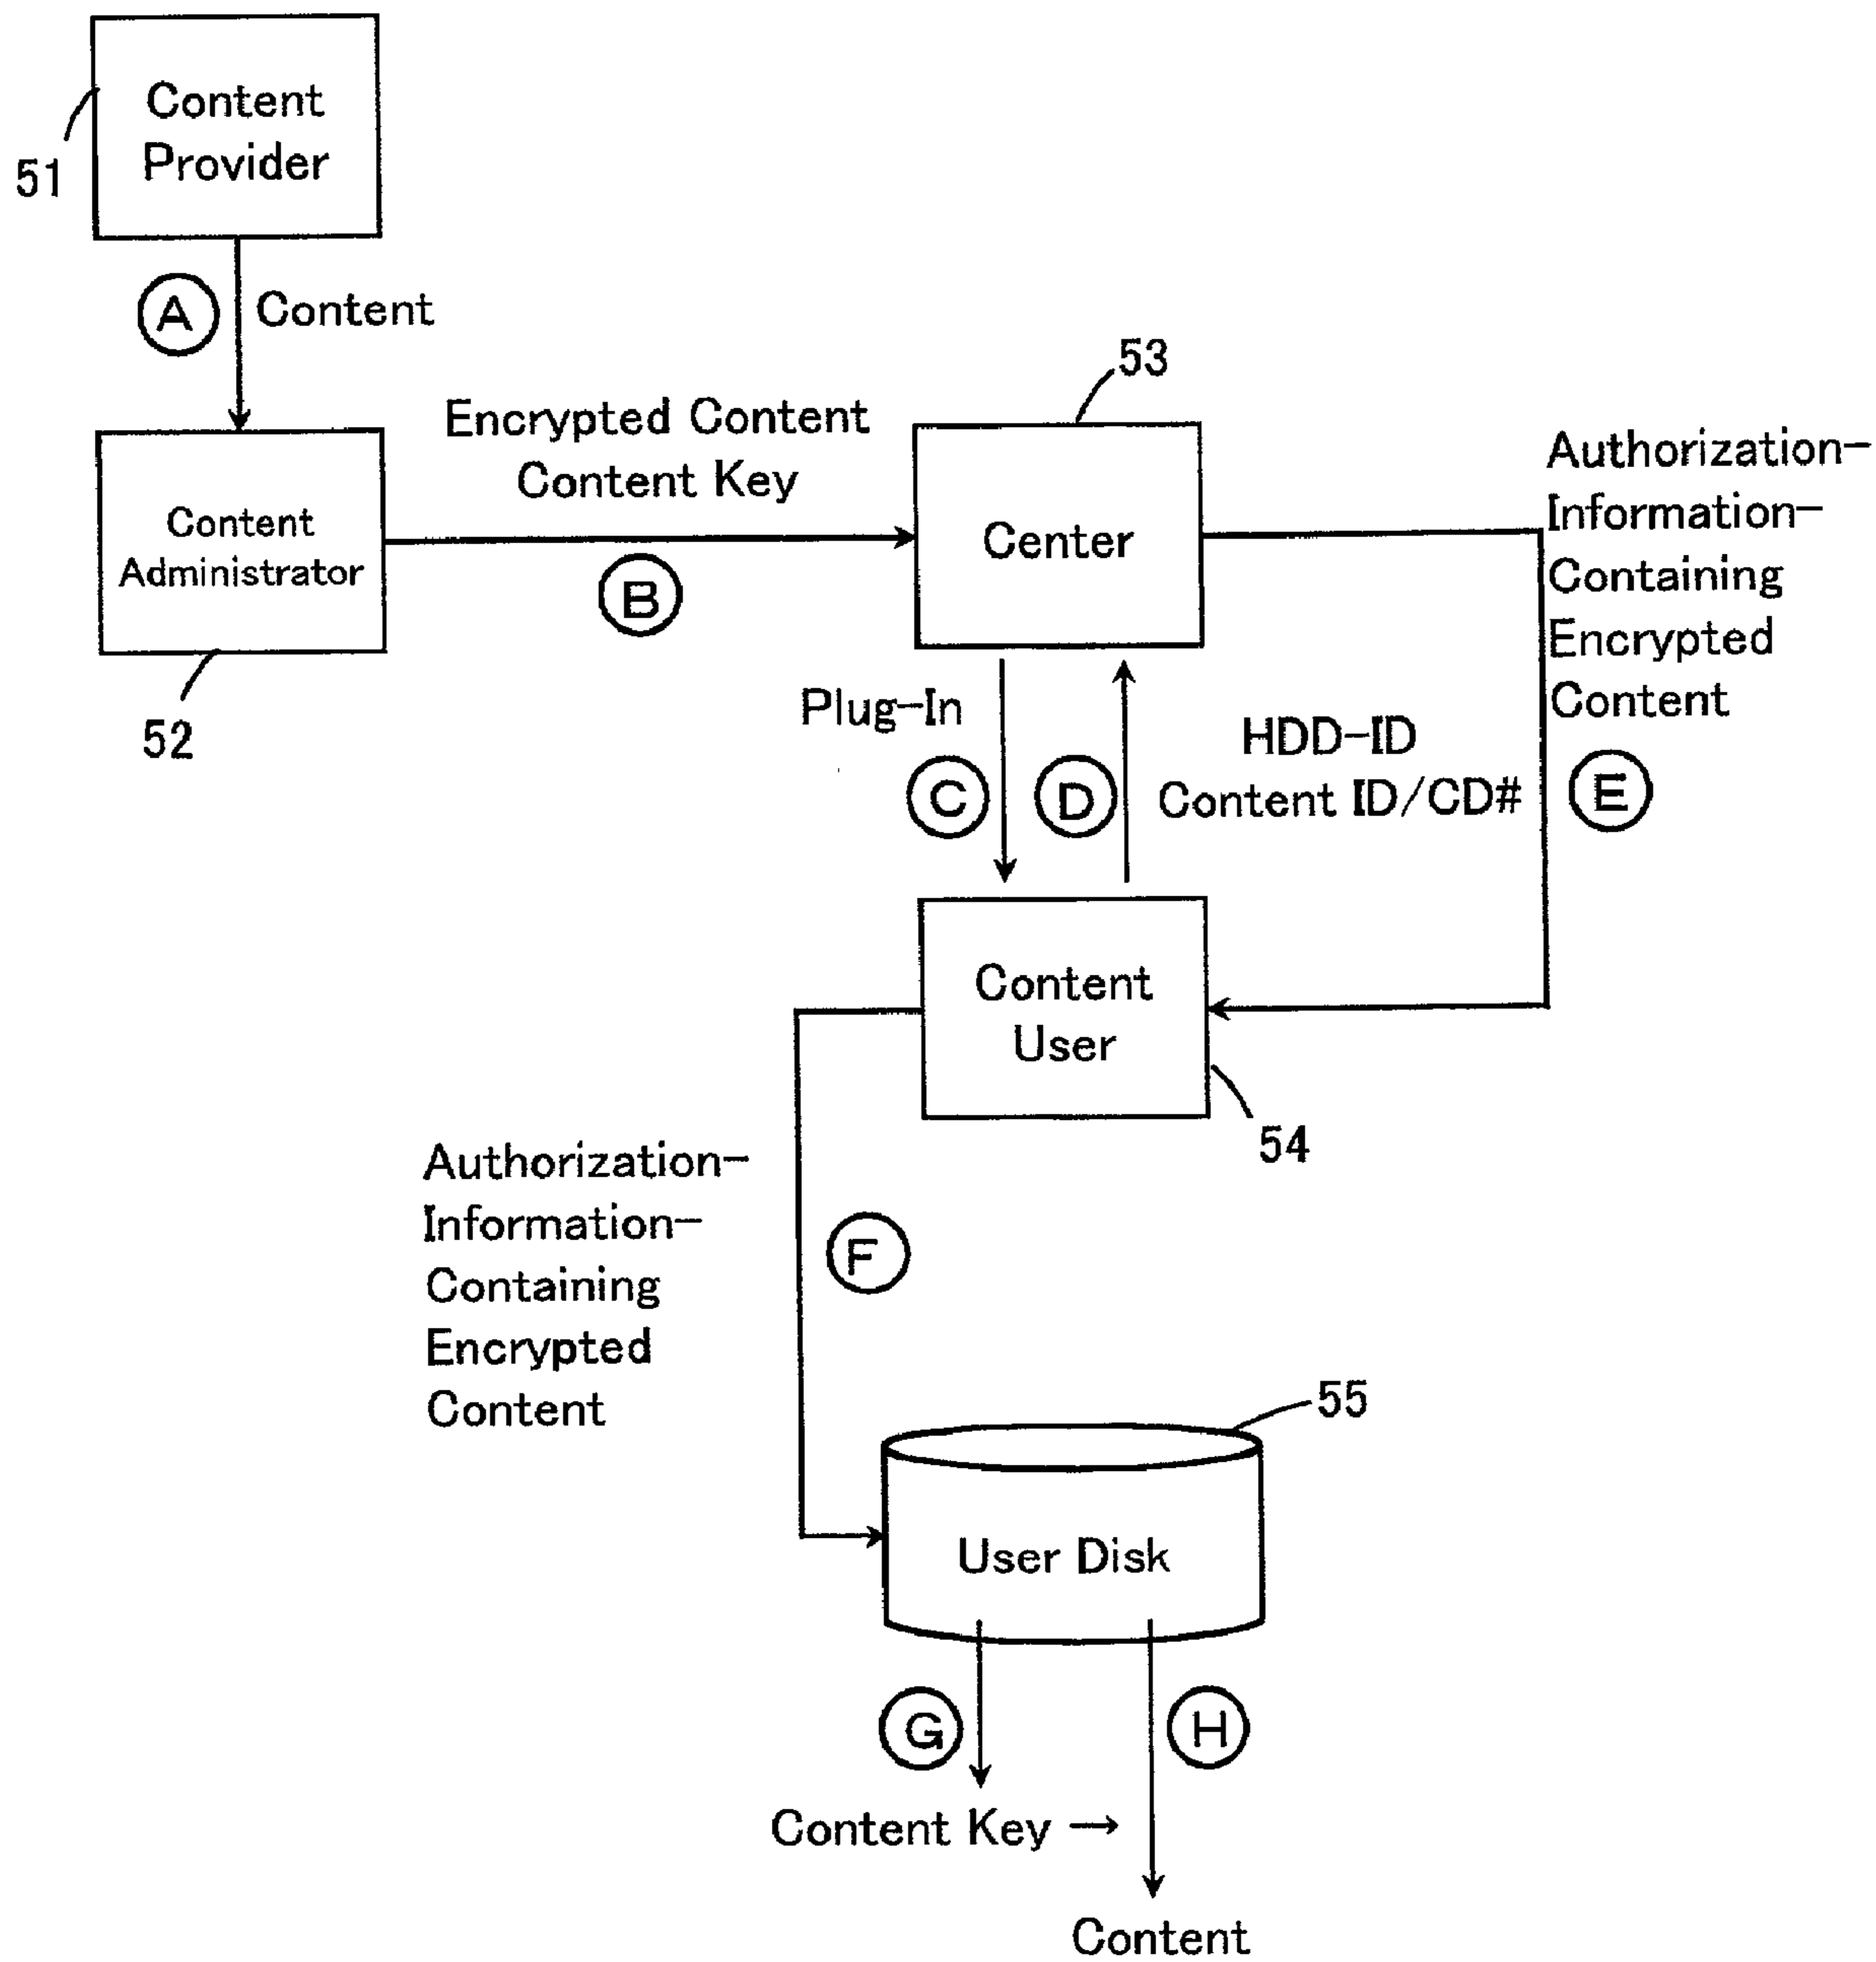 Content
Provider
51
A
Content
53
Encrypted Content
Content Key
B
Content
Administrator
52
Center
Authorization-
Information-
Containing
Encrypted
Content
Plug-In
C
D
HDD-ID
Content ID/CD#
E
Content
User
54
Authorization-
Information-
Containing
Encrypted
Content
F
55
User Disk
G
H
Content Key →
Content